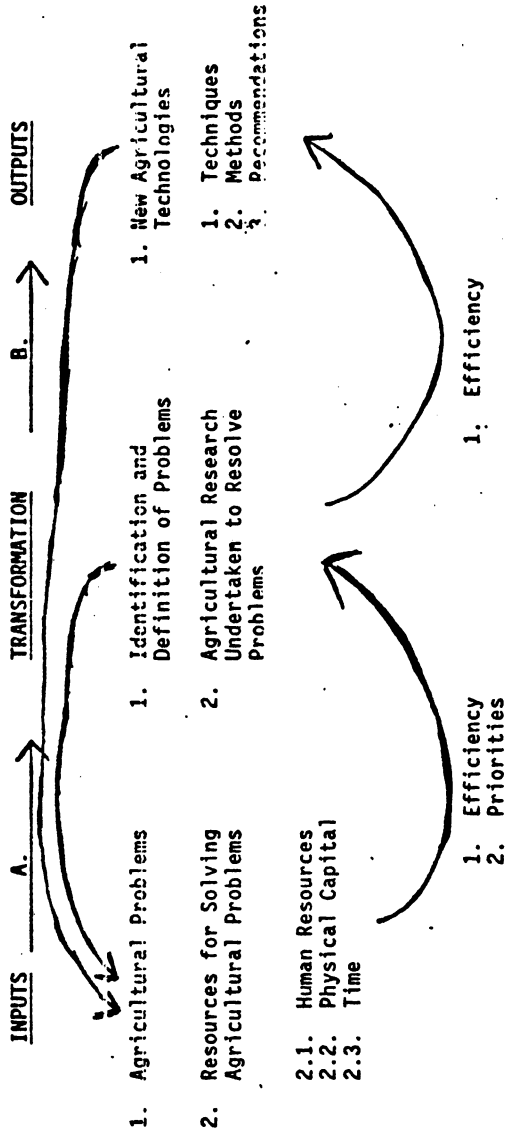 INPUTS A. TRANSFORMATION B. OUTPUTS
1. Agricultural Problems
2. Resources for Solving
Agricultural Problems
2.1. Human Resources
2.2. Physical Capital
2.3. Time
1. Identification and
Definition of Problems
2. Agricultural Research
Undertaken to Resolve
Problems
1. New Agricultural
Technologies
1. Techniques
2. Methods
3. Recommendations
1. Efficiency
2. Priorities
1. Efficiency